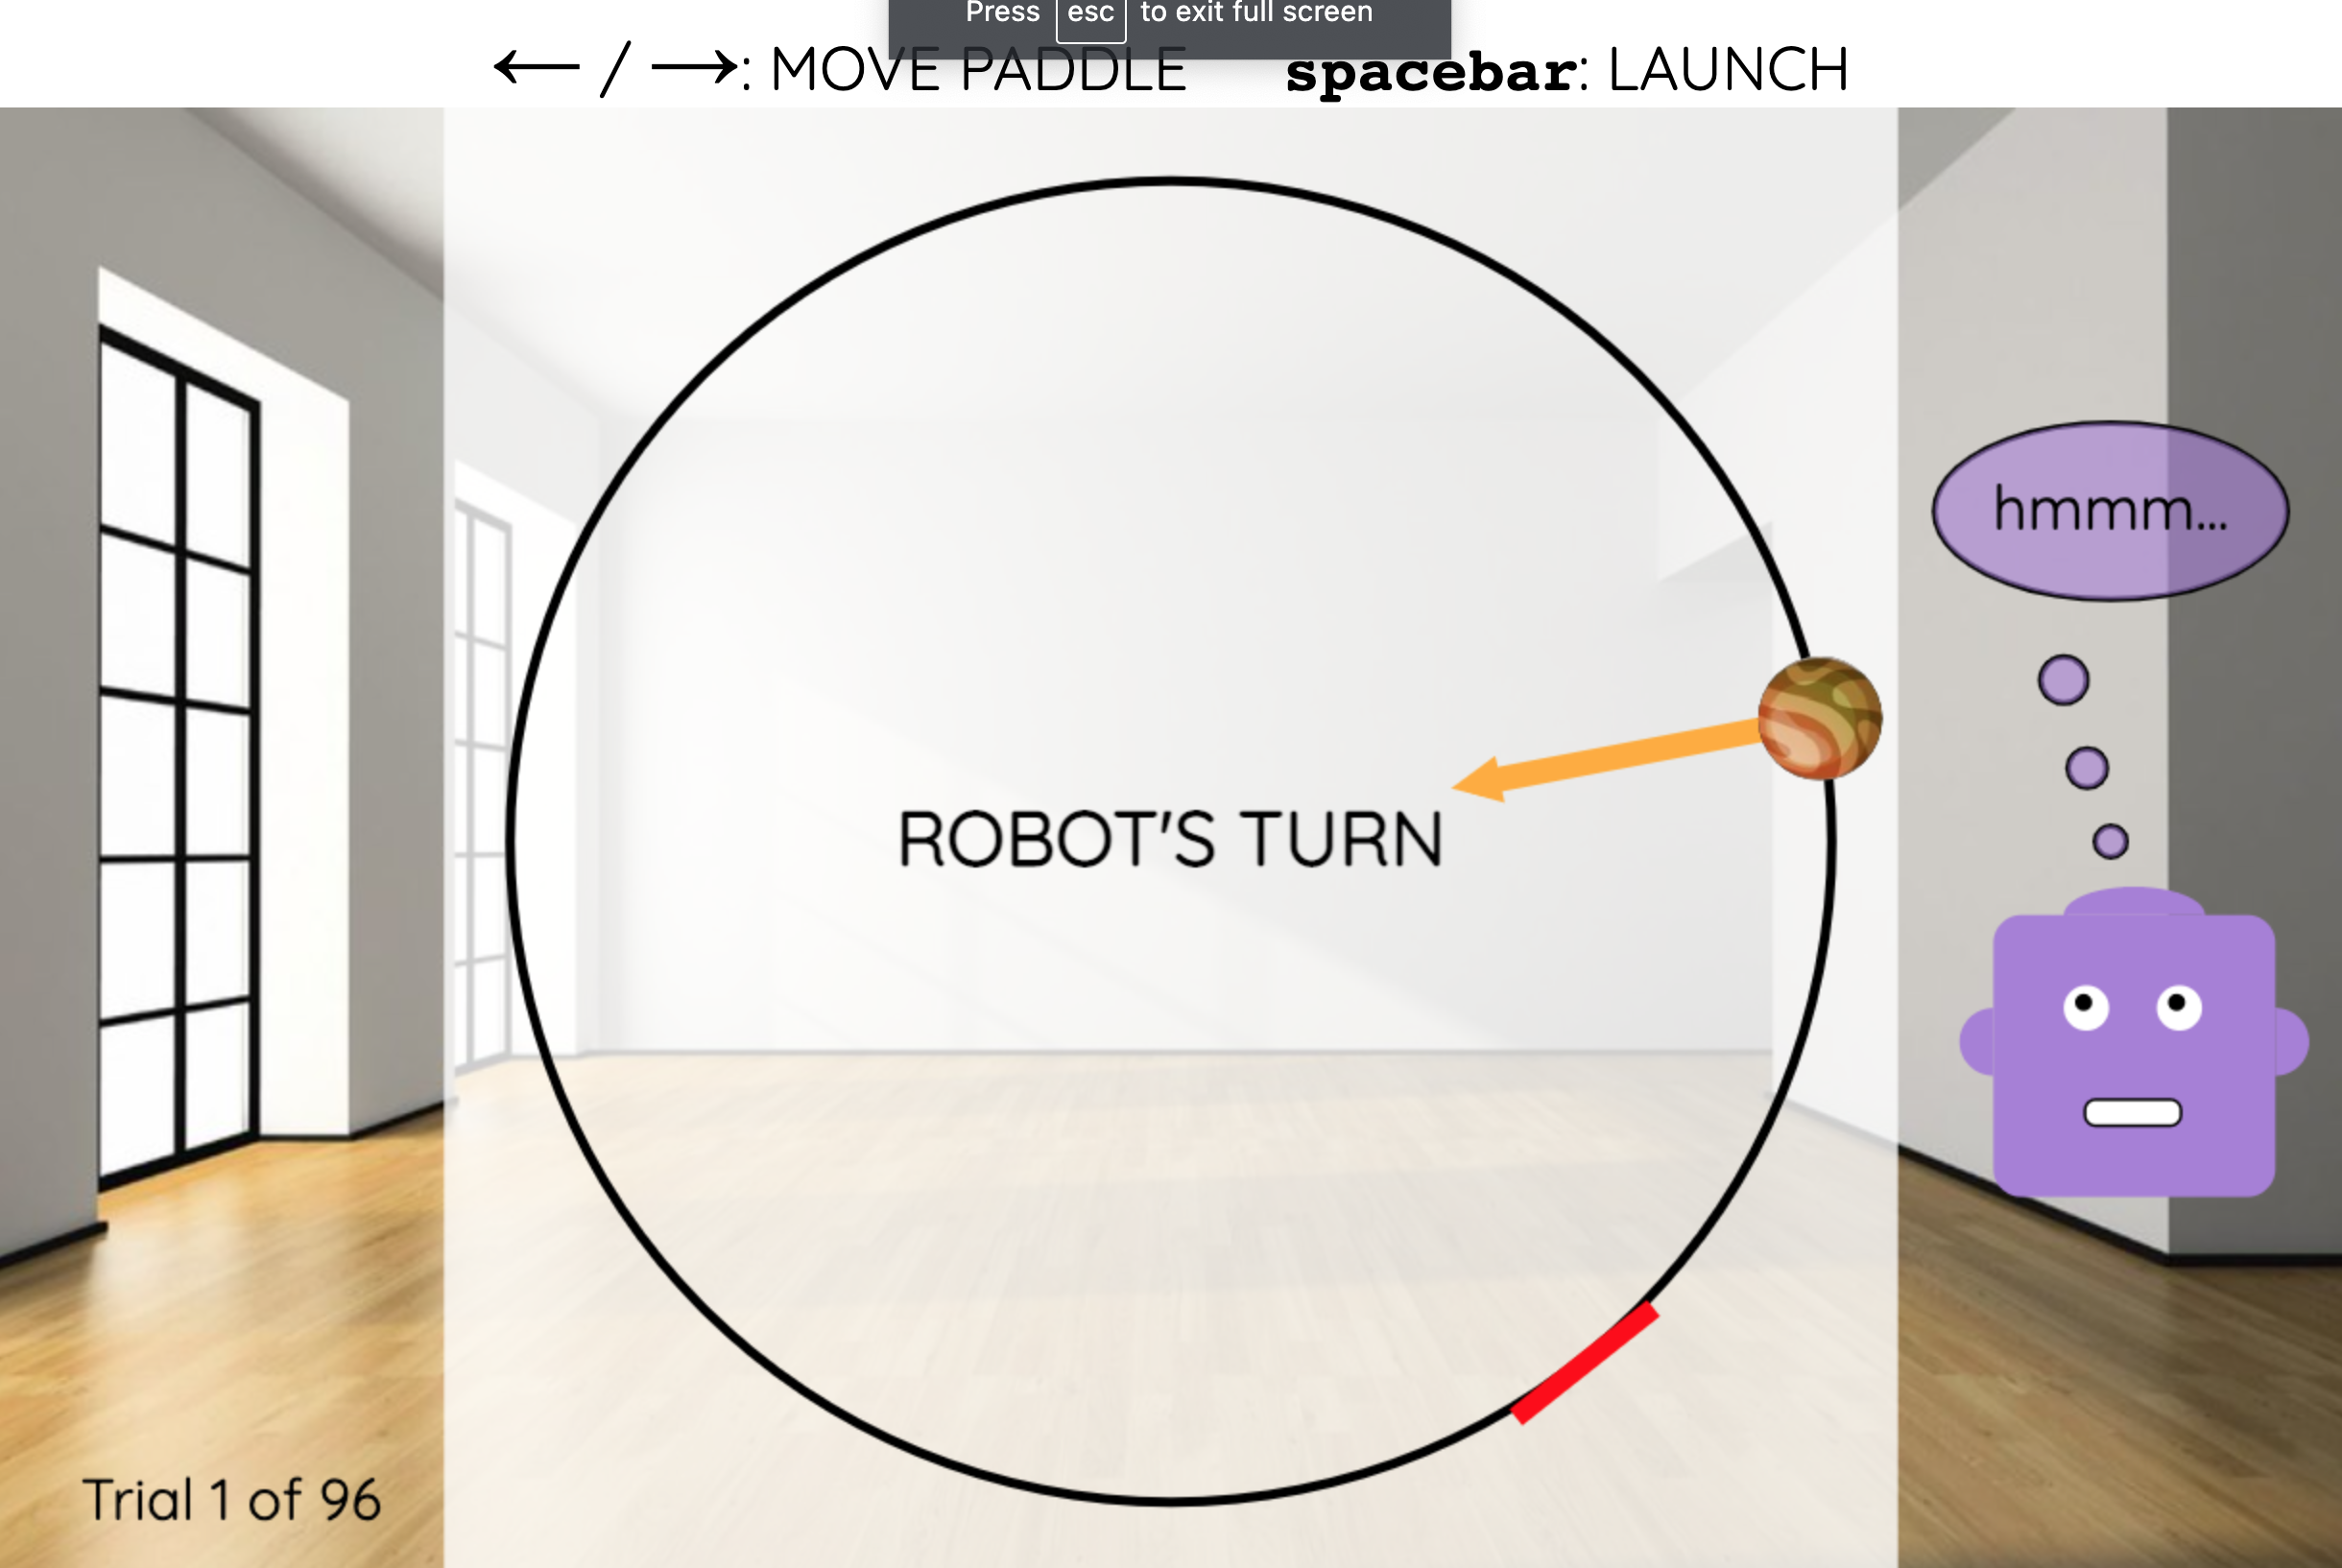 Press esc to exit full screen
← / →: MOVE PADDLE spacebar: LAUNCH
hmmm...
ROBOT'S TURN
Trial 1 of 96